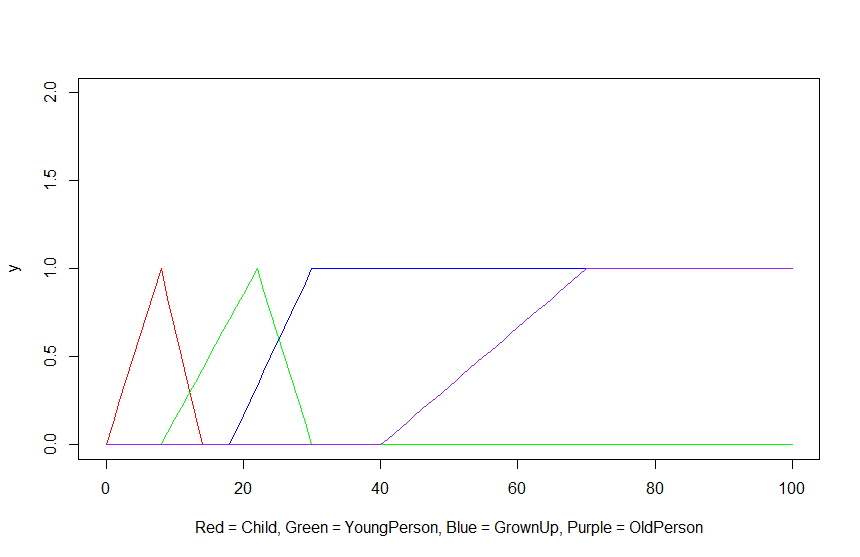 2.0
1.5
1.0
0.5
0.0
y
0 20 40 60 80 100
Red = Child, Green = YoungPerson, Blue = GrownUp, Purple = OldPerson